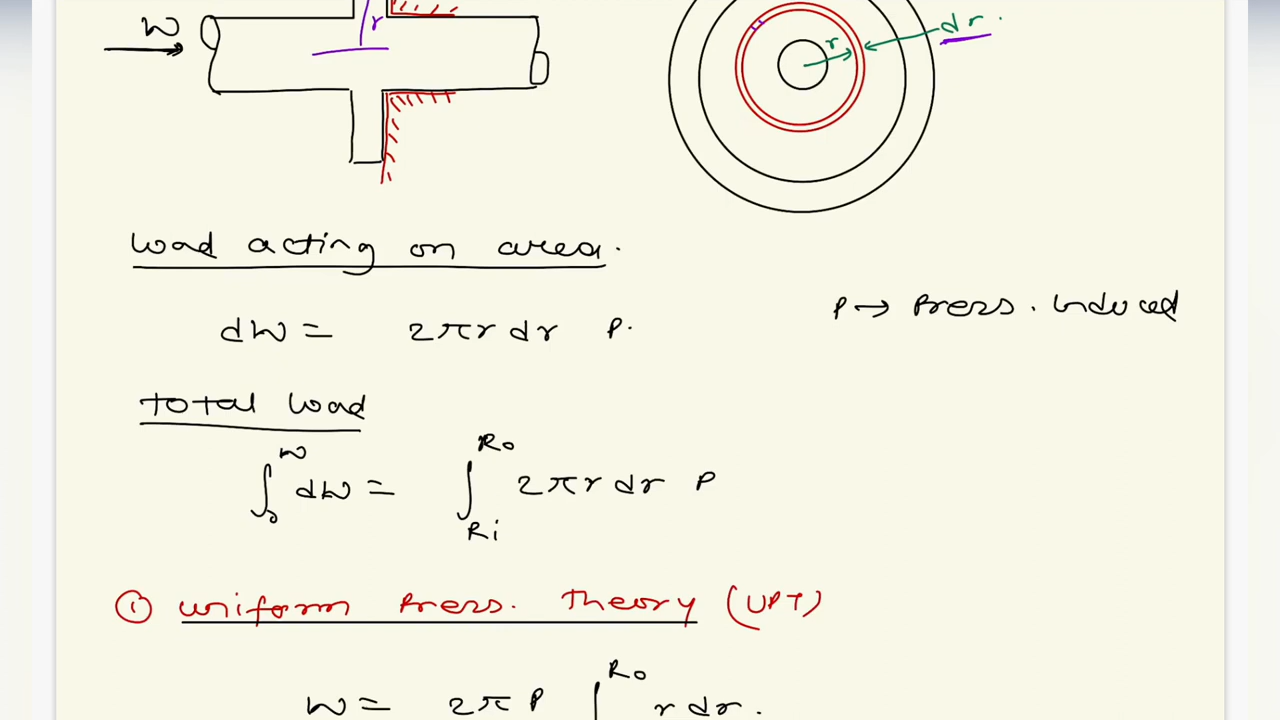 W
r
r
dr.
Load acting on area.
dW = 2πr dr P.
P → Press. Induced
Total Load
∫₀ᵂ dW = ∫_{Ri}^{Ro} 2πr dr P
① Uniform Press. Theory (UPT)
W = 2π P ∫^{Ro} r dr.